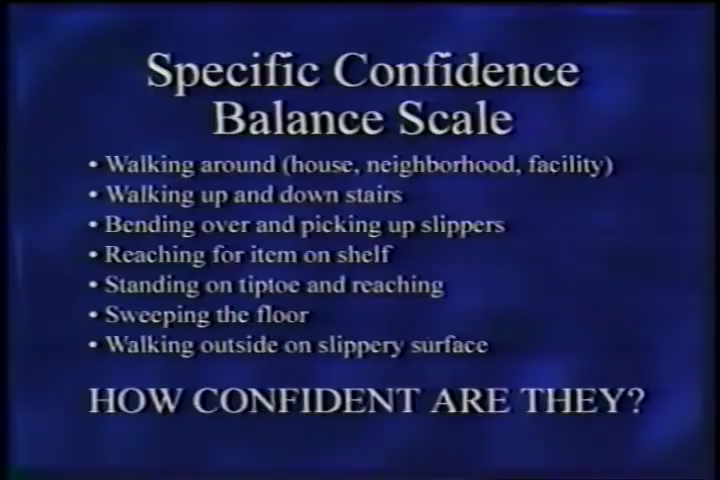 Specific Confidence
Balance Scale
• Walking around (house, neighborhood, facility)
• Walking up and down stairs
• Bending over and picking up slippers
• Reaching for item on shelf
• Standing on tiptoe and reaching
• Sweeping the floor
• Walking outside on slippery surface
HOW CONFIDENT ARE THEY?